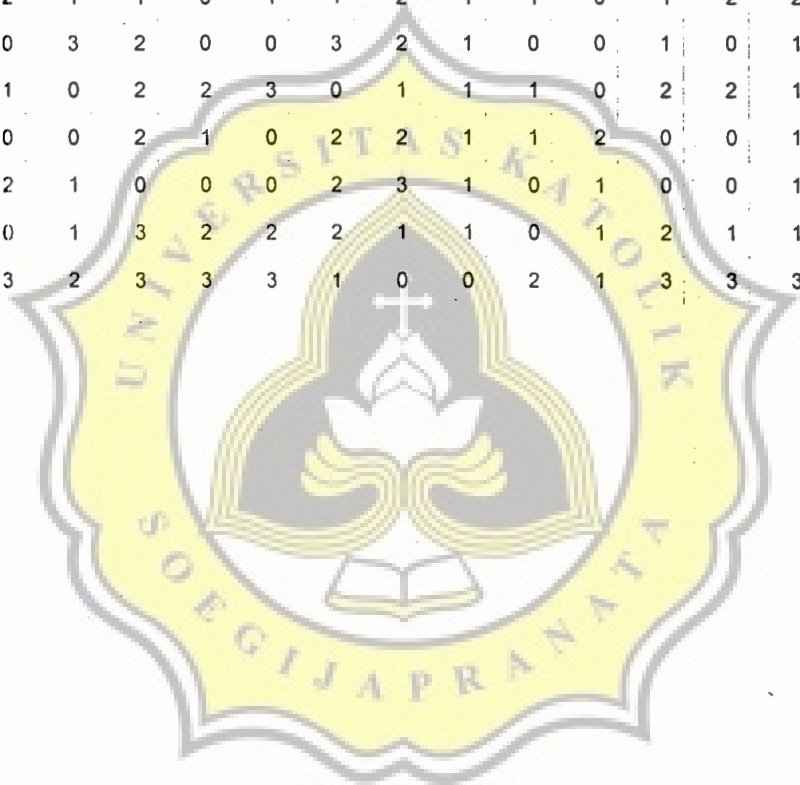 0 3 2 0 0 3 2 1 0 0 1 0 1
1 0 2 2 3 0 1 1 1 0 2 2 1
0 0 2 1 0 2 2 1 1 2 0 0 1
2 1 0 0 0 2 3 1 0 1 0 0 1
0 1 3 2 2 2 1 1 0 1 2 1 1
3 2 3 3 3 1 0 0 2 1 3 3 3
UNIVERSITAS KATOLIK
SOEGIJAPRANATA